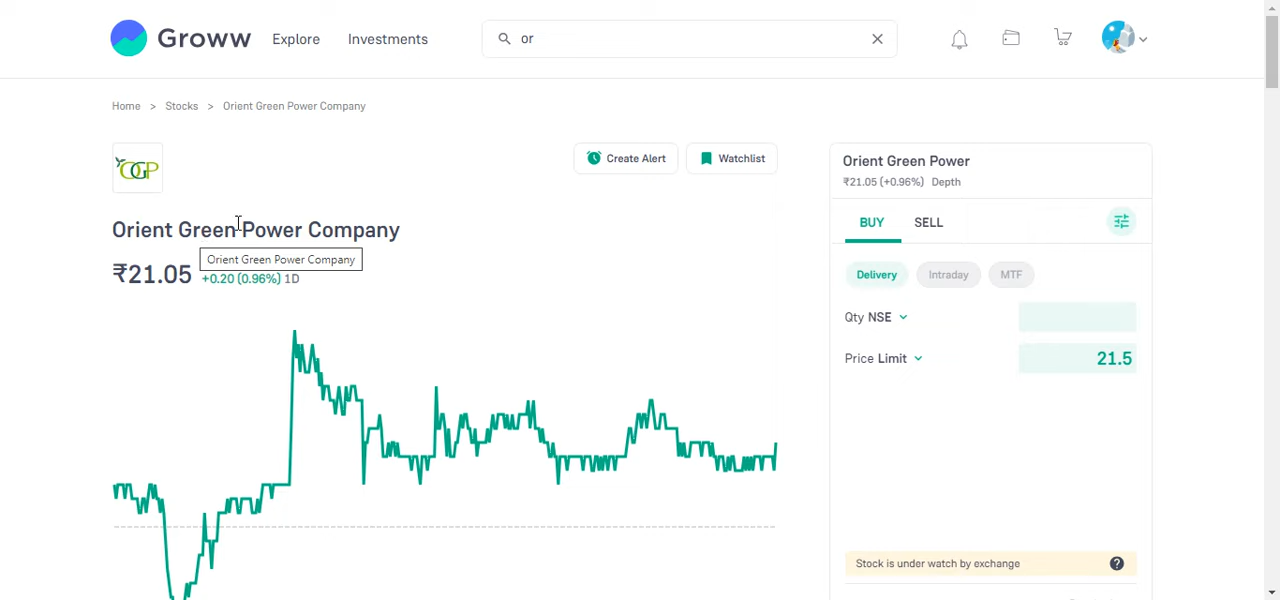 Groww
Explore
Investments
or
Home > Stocks > Orient Green Power Company
OGP
Create Alert
Watchlist
Orient Green Power Company
Orient Green Power Company
₹21.05
+0.20 (0.96%) 1D
Orient Green Power
₹21.05 (+0.96%) Depth
BUY
SELL
Delivery
Intraday
MTF
Qty NSE
Price Limit
21.5
Stock is under watch by exchange
?